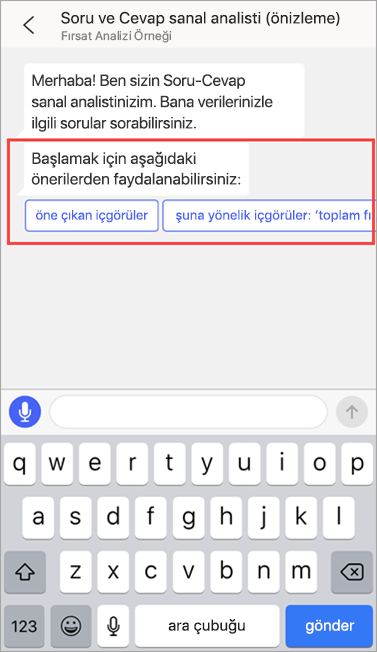 Soru ve Cevap sanal analisti (önizleme)
Fırsat Analizi Örneği
Merhaba! Ben sizin Soru-Cevap
sanal analistinizim. Bana verilerinizle
ilgili sorular sorabilirsiniz.
Başlamak için aşağıdaki
önerilerden faydalanabilirsiniz:
öne çıkan içgörüler
şuna yönelik içgörüler: ‘toplam fı
q w e r t y u i o p
a s d f g h j k l
z x c v b n m
123 ara çubuğu gönder